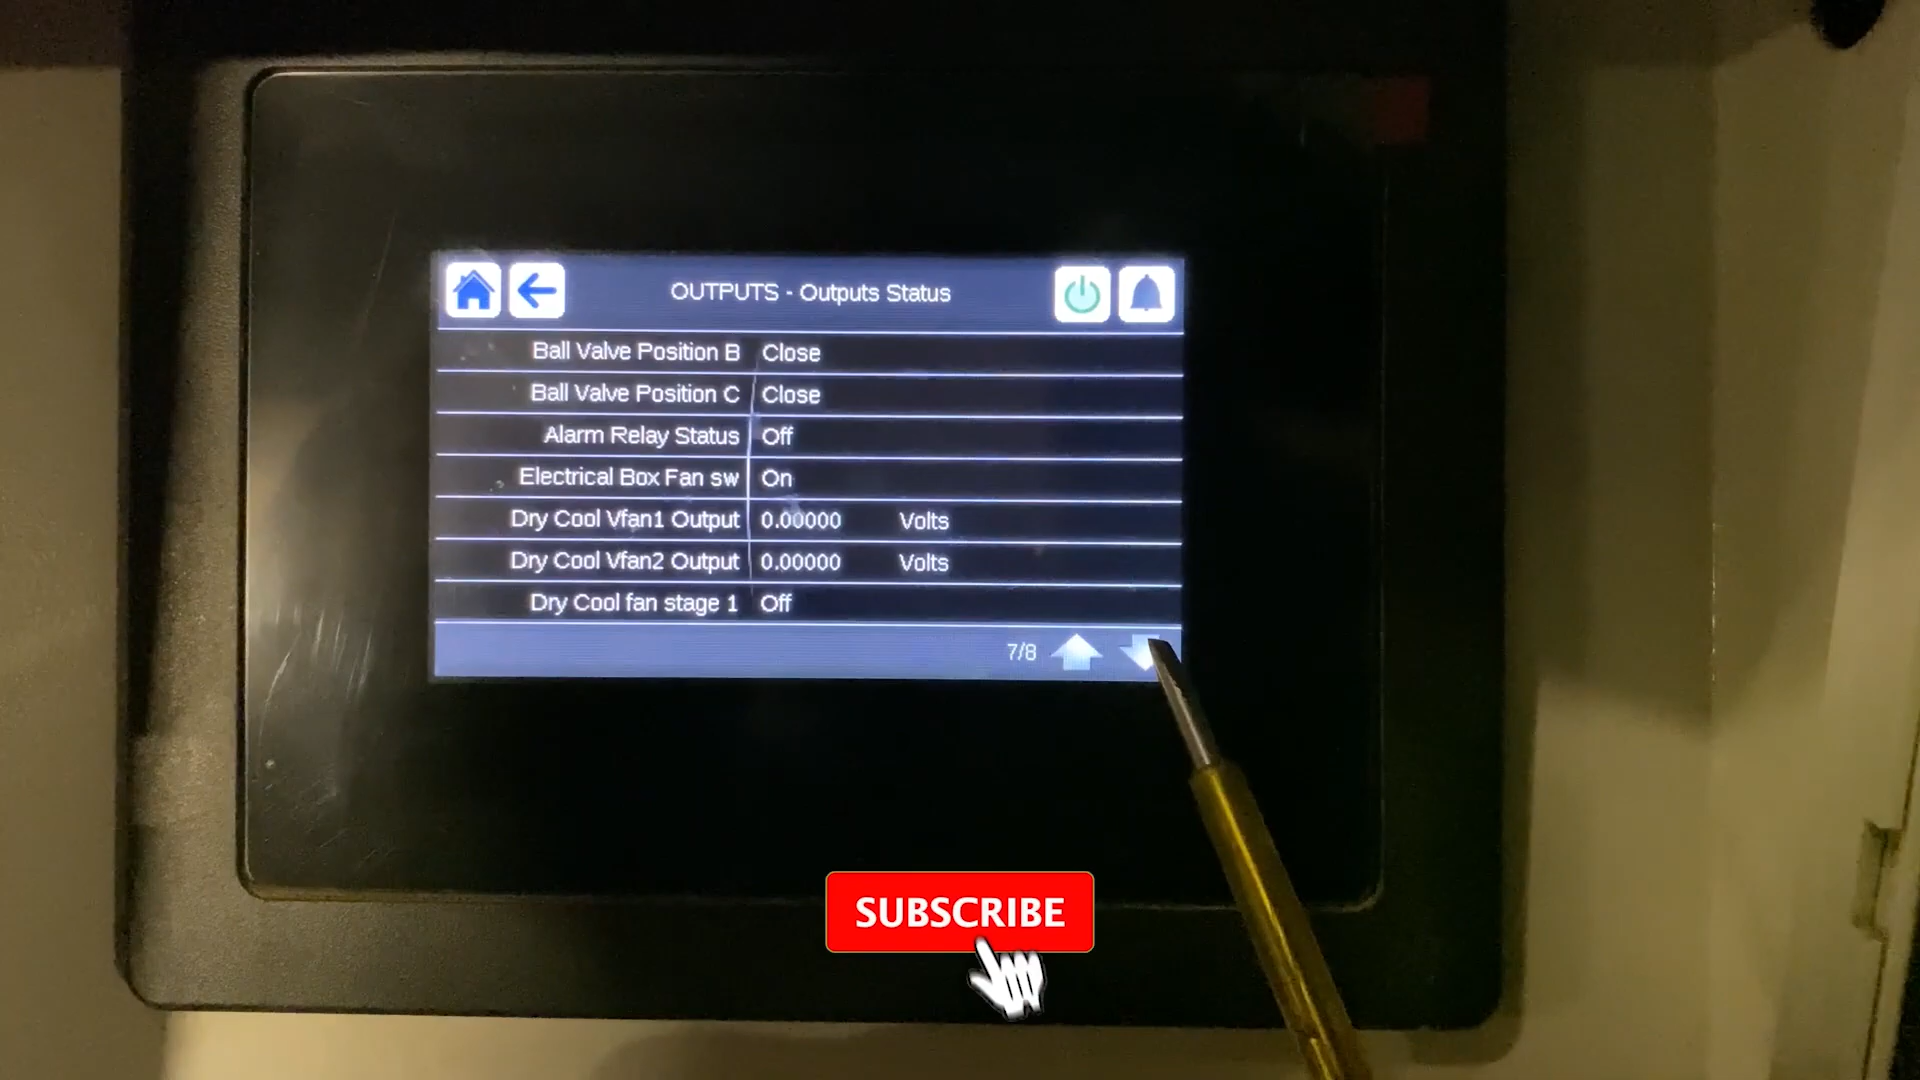 OUTPUTS - Outputs Status
Ball Valve Position B Close
Ball Valve Position C Close
Alarm Relay Status Off
Electrical Box Fan sw On
Dry Cool Vfan1 Output 0.00000 Volts
Dry Cool Vfan2 Output 0.00000 Volts
Dry Cool fan stage 1 Off
7/8
SUBSCRIBE